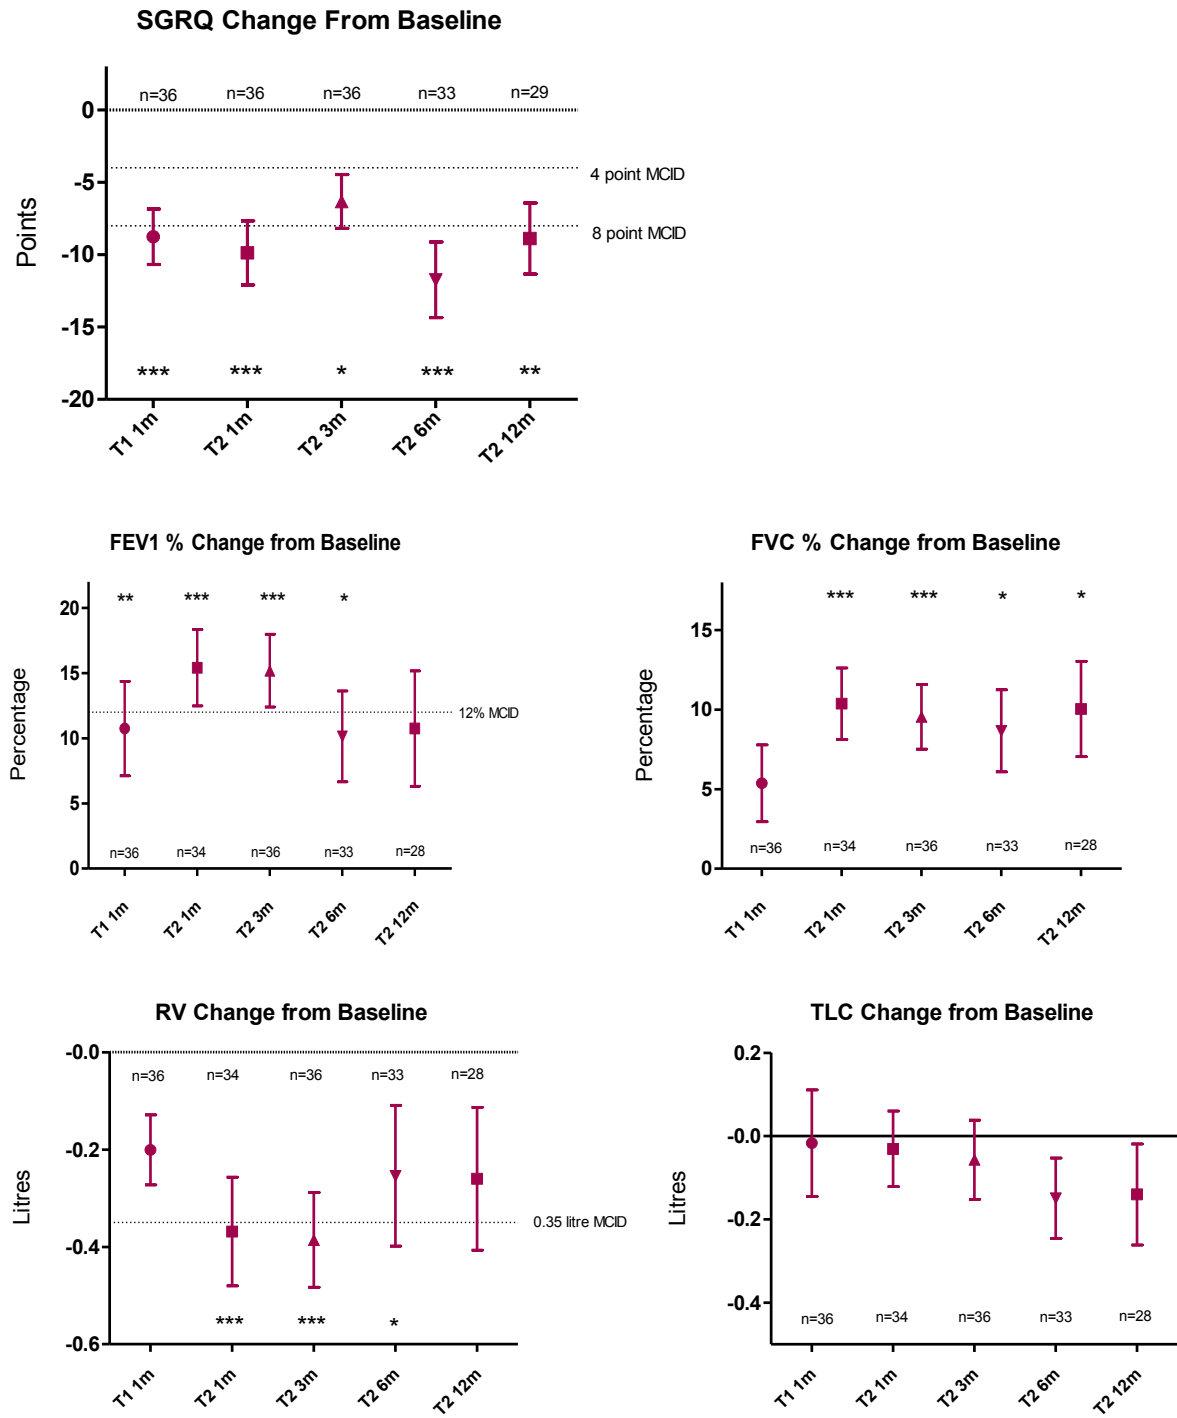 SGRQ Change From Baseline
n=36 n=36 n=36 n=33 n=29
0
4 point MCID
-5
8 point MCID
Points
-10
-15
*** *** * *** **
-20
T1 1m T2 1m T2 3m T2 6m T2 12m
FEV1 % Change from Baseline
** *** *** *
20
15
12% MCID
Percentage
10
5
n=36 n=34 n=36 n=33 n=28
0
T1 1m T2 1m T2 3m T2 6m T2 12m
FVC % Change from Baseline
*** *** * *
15
Percentage
10
5
n=36 n=34 n=36 n=33 n=28
0
T1 1m T2 1m T2 3m T2 6m T2 12m
RV Change from Baseline
-0.0
n=36 n=34 n=36 n=33 n=28
-0.2
Litres
0.35 litre MCID
-0.4
*** *** *
-0.6
T1 1m T2 1m T2 3m T2 6m T2 12m
TLC Change from Baseline
0.2
-0.0
Litres
-0.2
-0.4
n=36 n=34 n=36 n=33 n=28
T1 1m T2 1m T2 3m T2 6m T2 12m